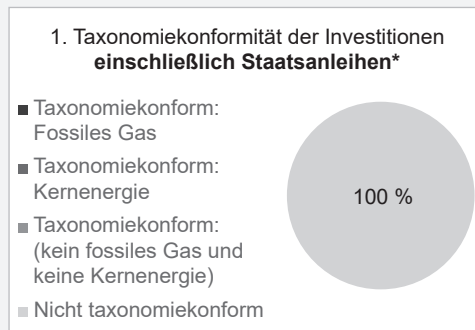 1. Taxonomiekonformität der Investitionen
einschließlich Staatsanleihen*
Taxonomiekonform:
Fossiles Gas
Taxonomiekonform:
Kernenergie
Taxonomiekonform:
(kein fossiles Gas und
keine Kernenergie)
Nicht taxonomiekonform
100 %